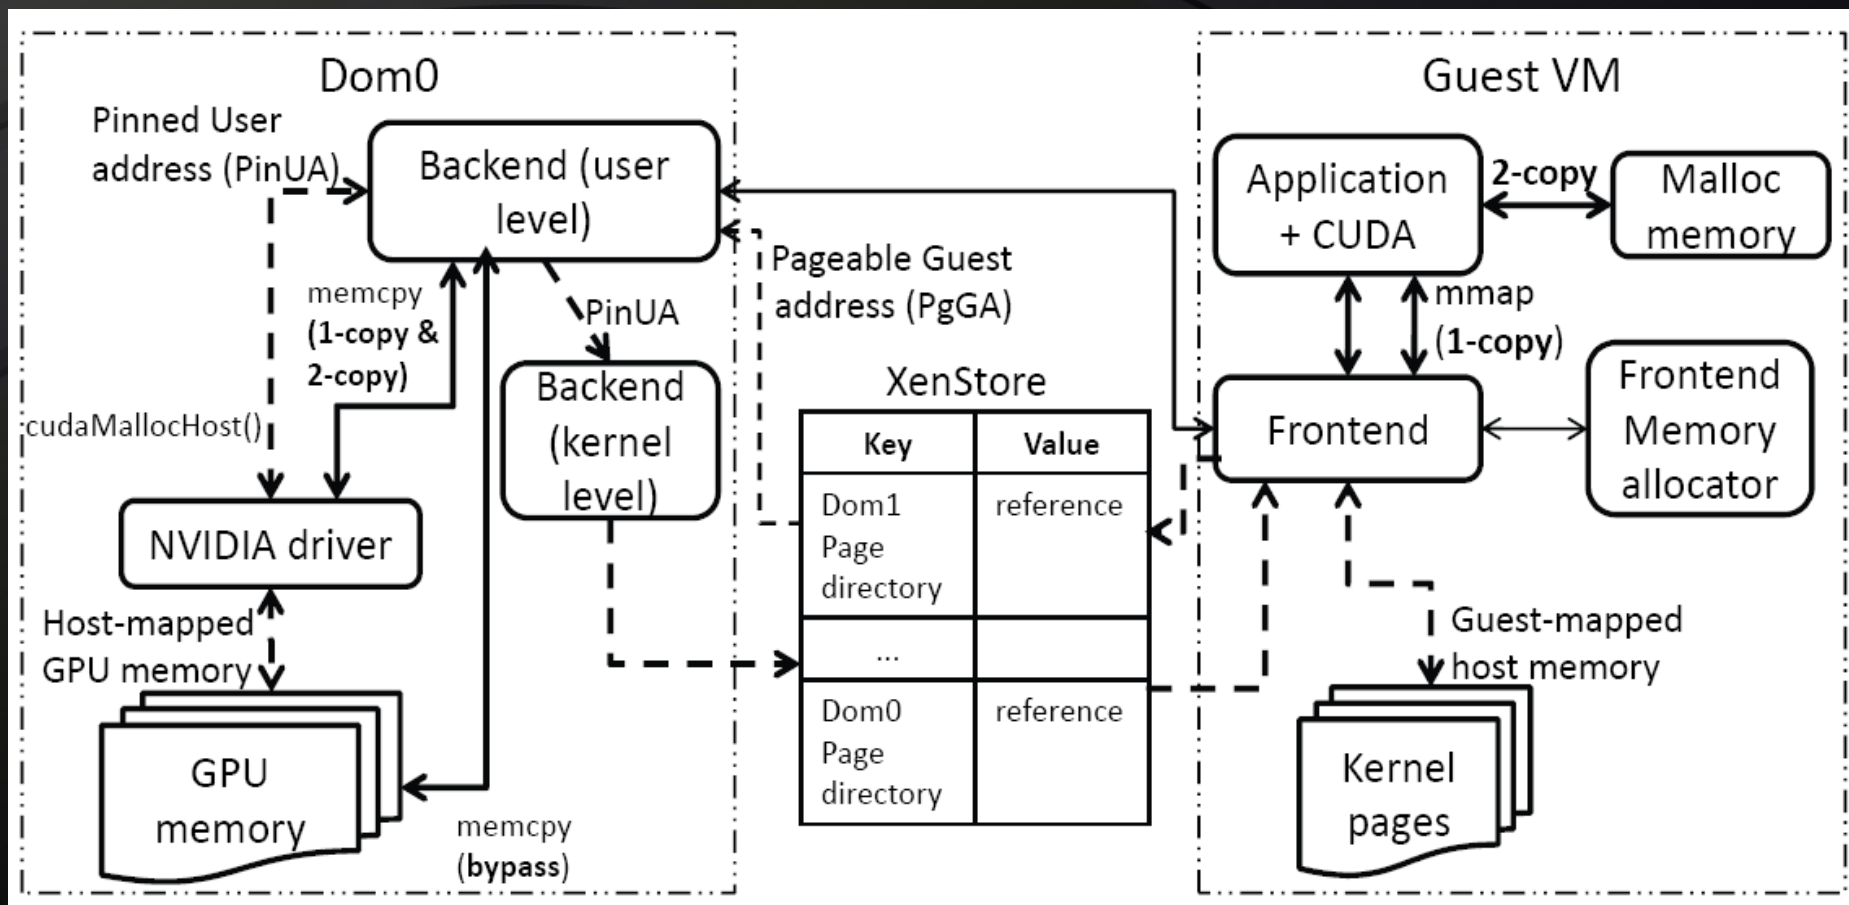 Dom0
Pinned User
address (PinUA)
Backend (user
level)
memcpy
(1-copy &
2-copy)
PinUA
cudaMallocHost()
Backend
(kernel
level)
NVIDIA driver
Host-mapped
GPU memory
GPU
memory
memcpy
(bypass)
Pageable Guest
address (PgGA)
XenStore
Key Value
Dom1 reference
Page
directory
...
Dom0 reference
Page
directory
Guest VM
Application
+ CUDA
2-copy
Malloc
memory
mmap
(1-copy)
Frontend
Frontend
Memory
allocator
Guest-mapped
host memory
Kernel
pages